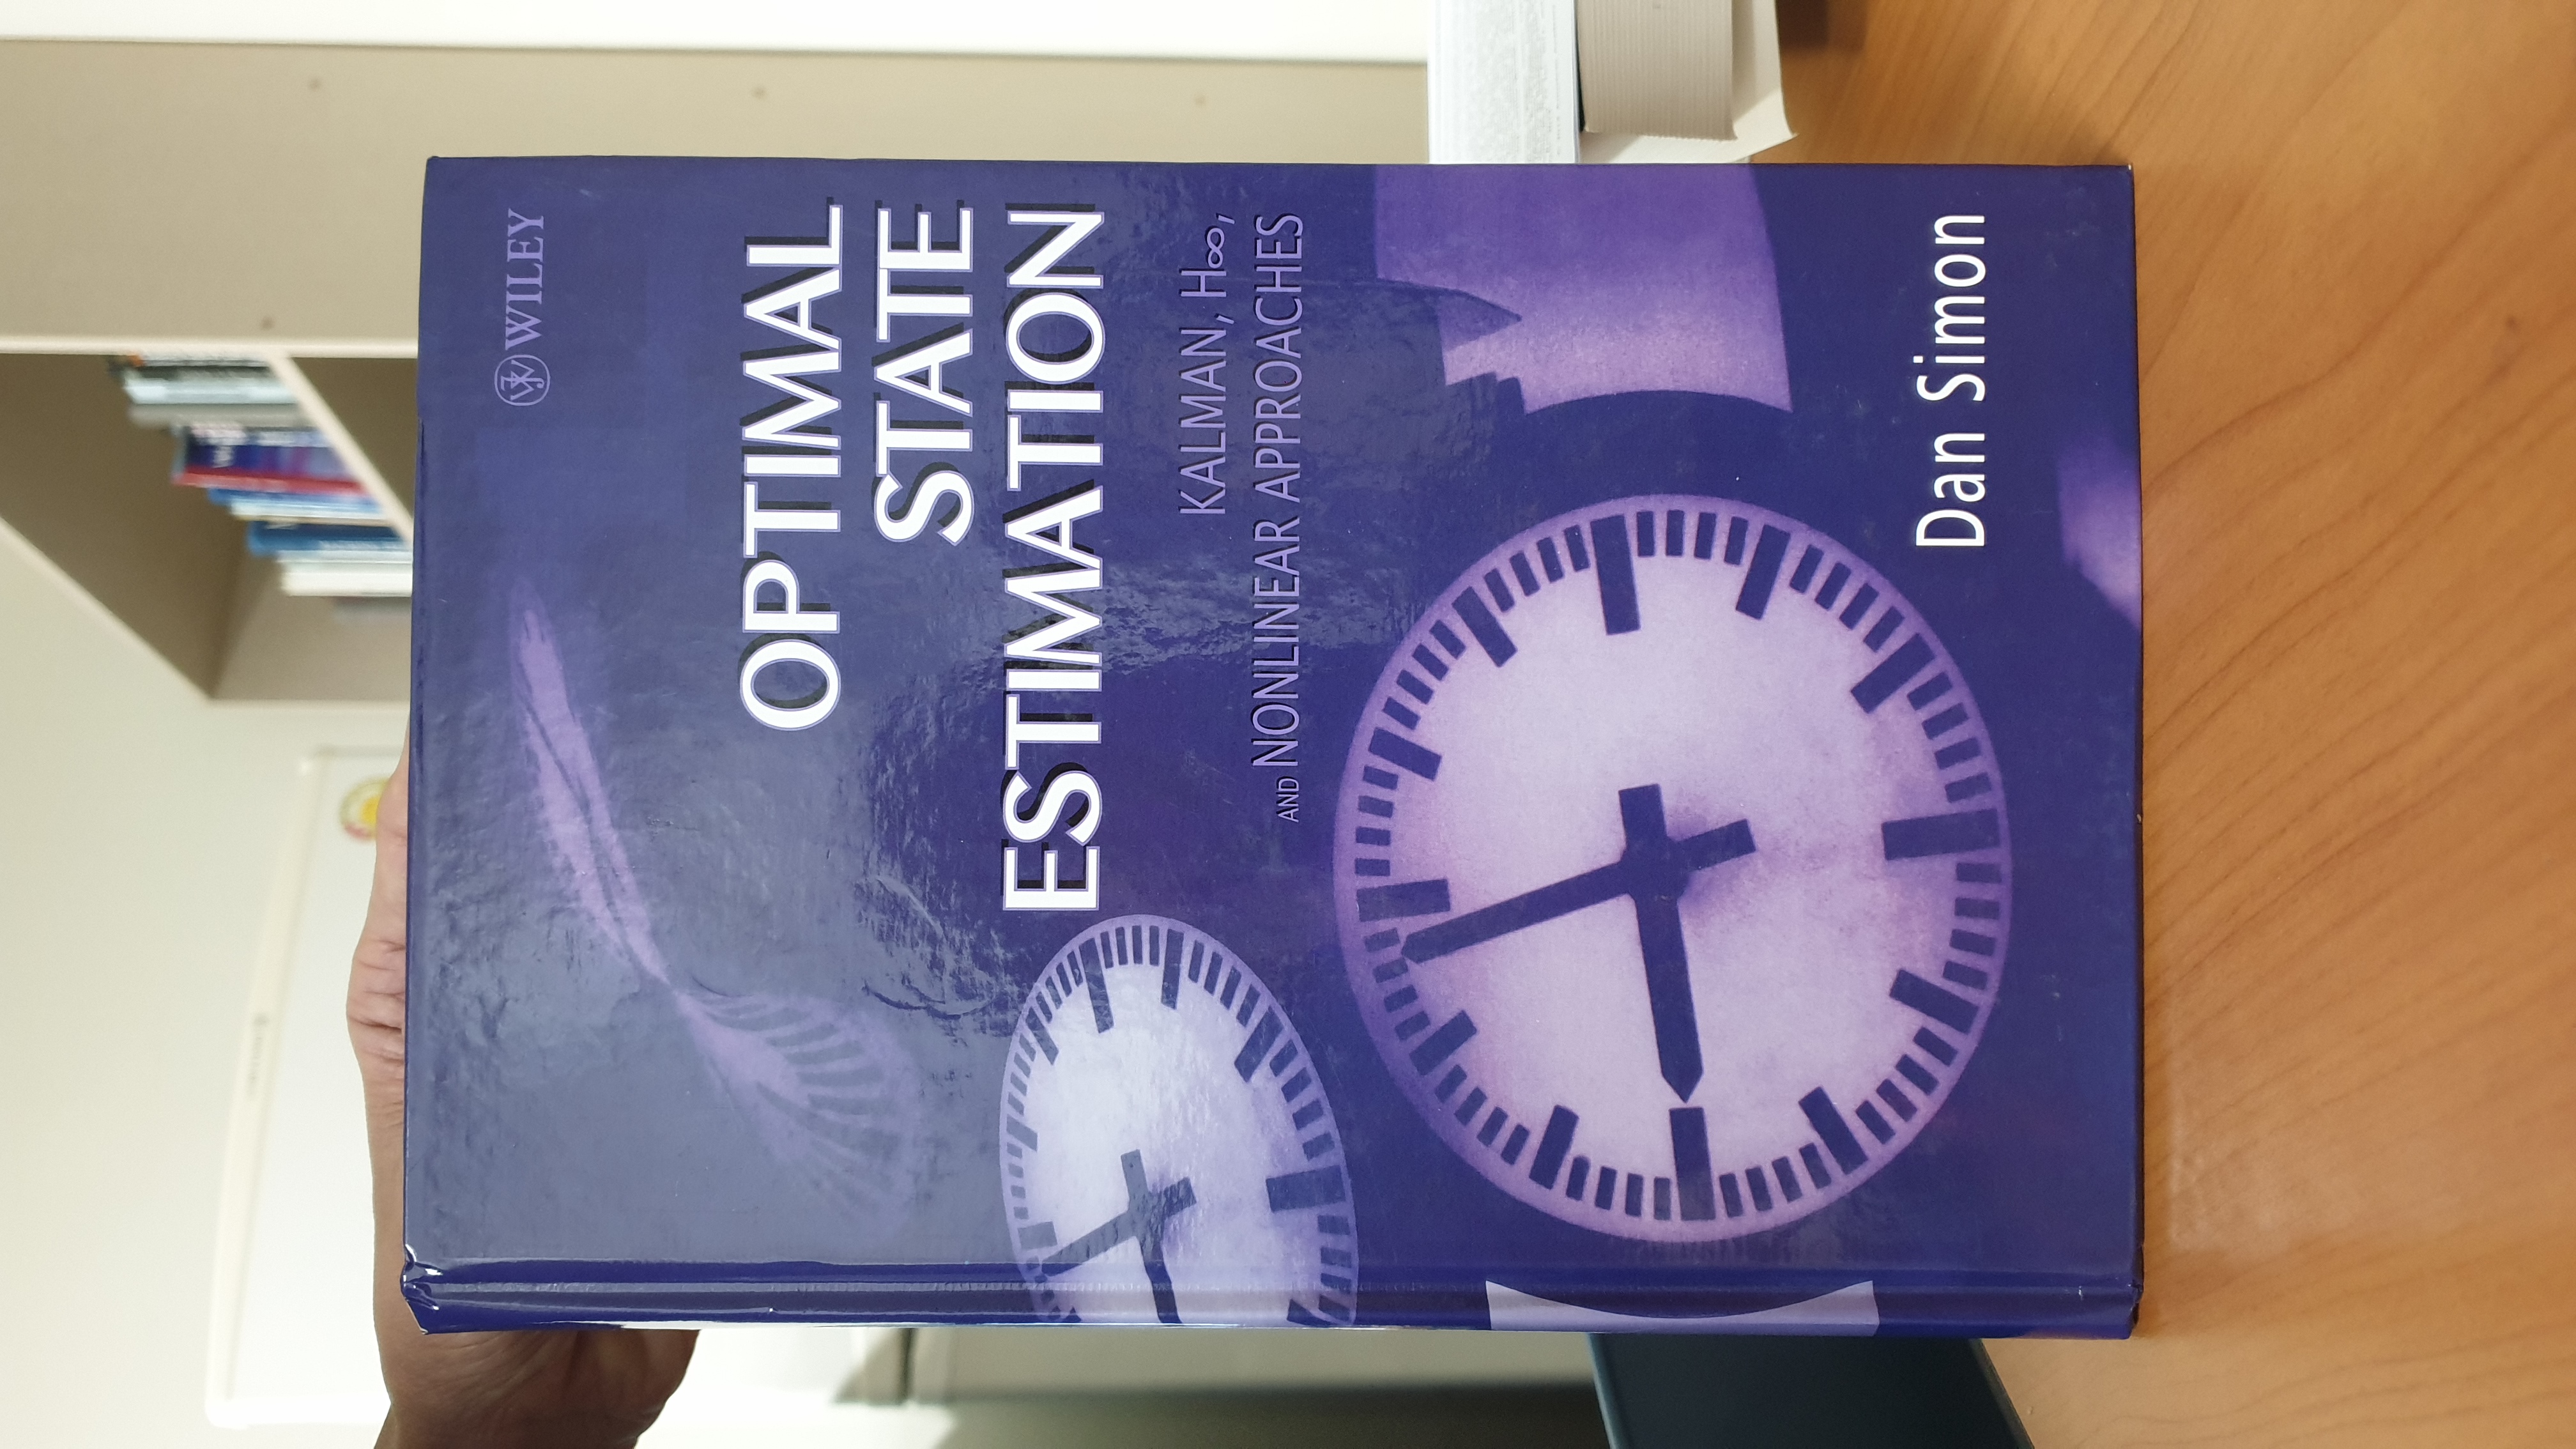 WILEY
OPTIMAL
STATE
ESTIMATION
KALMAN, H∞,
AND NONLINEAR APPROACHES
Dan Simon